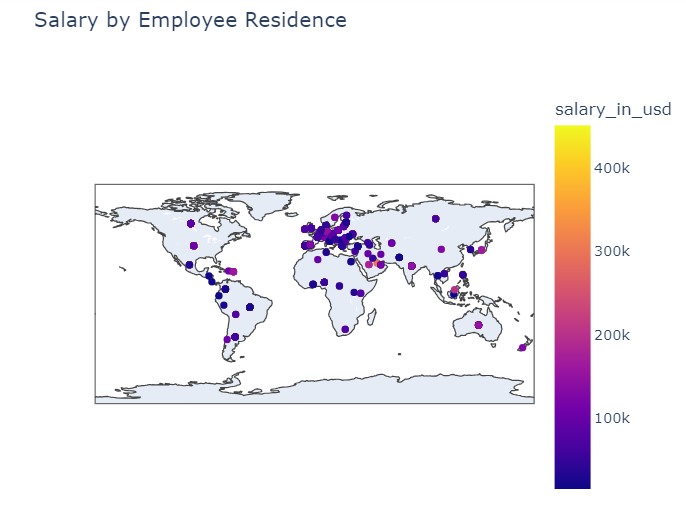 Salary by Employee Residence
salary_in_usd
400k
300k
200k
100k